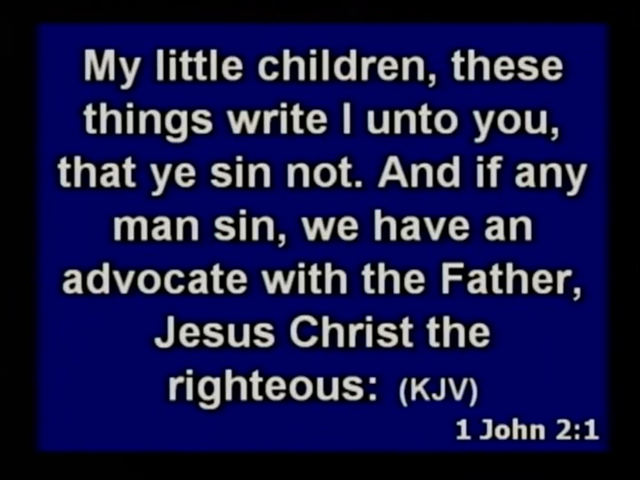 My little children, these
things write I unto you,
that ye sin not. And if any
man sin, we have an
advocate with the Father,
Jesus Christ the
righteous: (KJV)
1 John 2:1